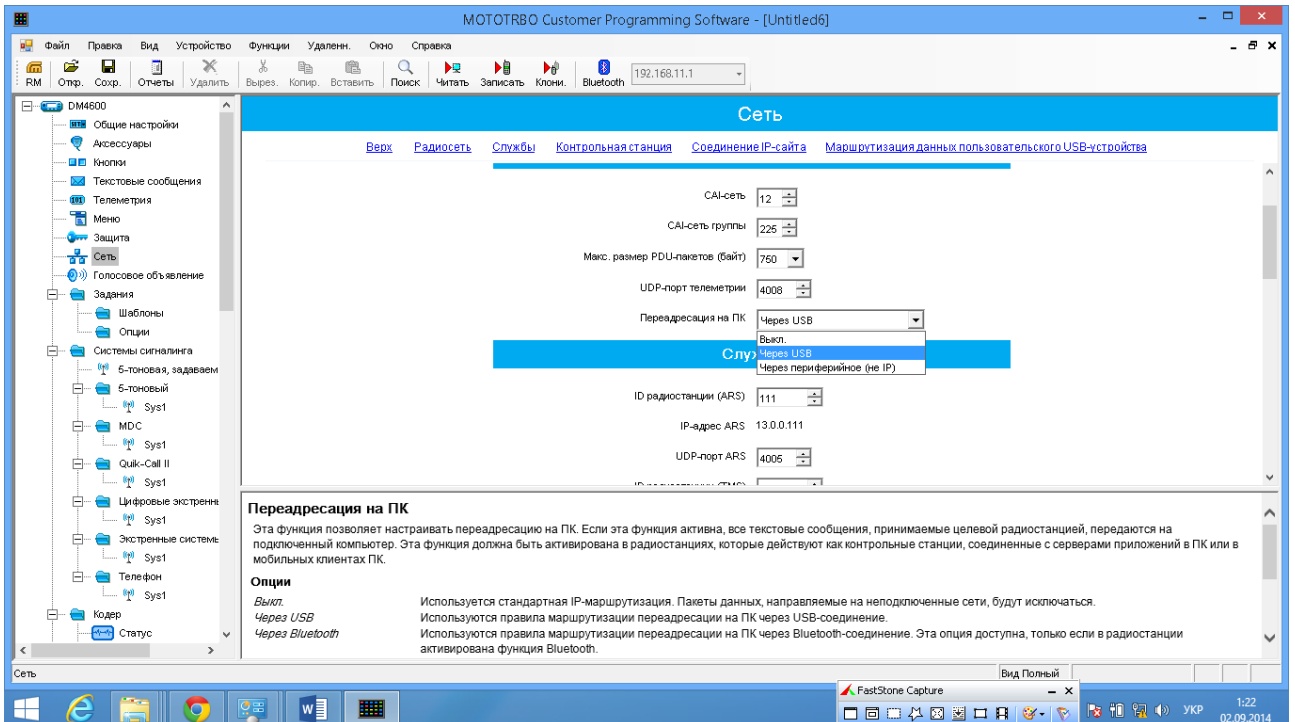 MOTOTRBO Customer Programming Software - [Untitled6]
Файл Правка Вид Устройство Функции Удаленн. Окно Справка
RM Откр. Сохр. Отчеты Удалить Вырез. Копир. Вставить Поиск Читать Записать Клони. Bluetooth 192.168.11.1
DM4600
Общие настройки
Аксессуары
Кнопки
Текстовые сообщения
Телеметрия
Меню
Защита
Сеть
Голосовое объявление
Задания
Шаблоны
Опции
Системы сигналинга
5-тоновая, задаваем
5-тоновый
Sys1
MDC
Sys1
Quik-Call II
Sys1
Цифровые экстренн
Sys1
Экстренные системь
Sys1
Телефон
Sys1
Кодер
Статус
Сеть
Верх Радиосеть Службы Контрольная станция Соединение IP-сайта Маршрутизация данных пользовательского USB-устройства
CAI-сеть 12
CAI-сеть группы 225
Макс. размер PDU-пакетов (байт) 750
UDP-порт телеметрии 4008
Переадресация на ПК Через USB
Выкл.
Через USB
Через периферийное (не IP)
Слу
ID радиостанции (ARS) 111
IP-адрес ARS 13.0.0.111
UDP-порт ARS 4005
Переадресация на ПК
Эта функция позволяет настраивать переадресацию на ПК. Если эта функция активна, все текстовые сообщения, принимаемые целевой радиостанцией, передаются на
подключенный компьютер. Эта функция должна быть активирована в радиостанциях, которые действуют как контрольные станции, соединенные с серверами приложений в ПК или в
мобильных клиентах ПК.
Опции
Выкл. Используется стандартная IP-маршрутизация. Пакеты данных, направляемые на неподключенные сети, будут исключаться.
Через USB Используются правила маршрутизации переадресации на ПК через USB-соединение.
Через Bluetooth Используются правила маршрутизации переадресации на ПК через Bluetooth-соединение. Эта опция доступна, только если в радиостанции
активирована функция Bluetooth.
Сеть Вид Полный
FastStone Capture
УКР 1:22
02.09.2014